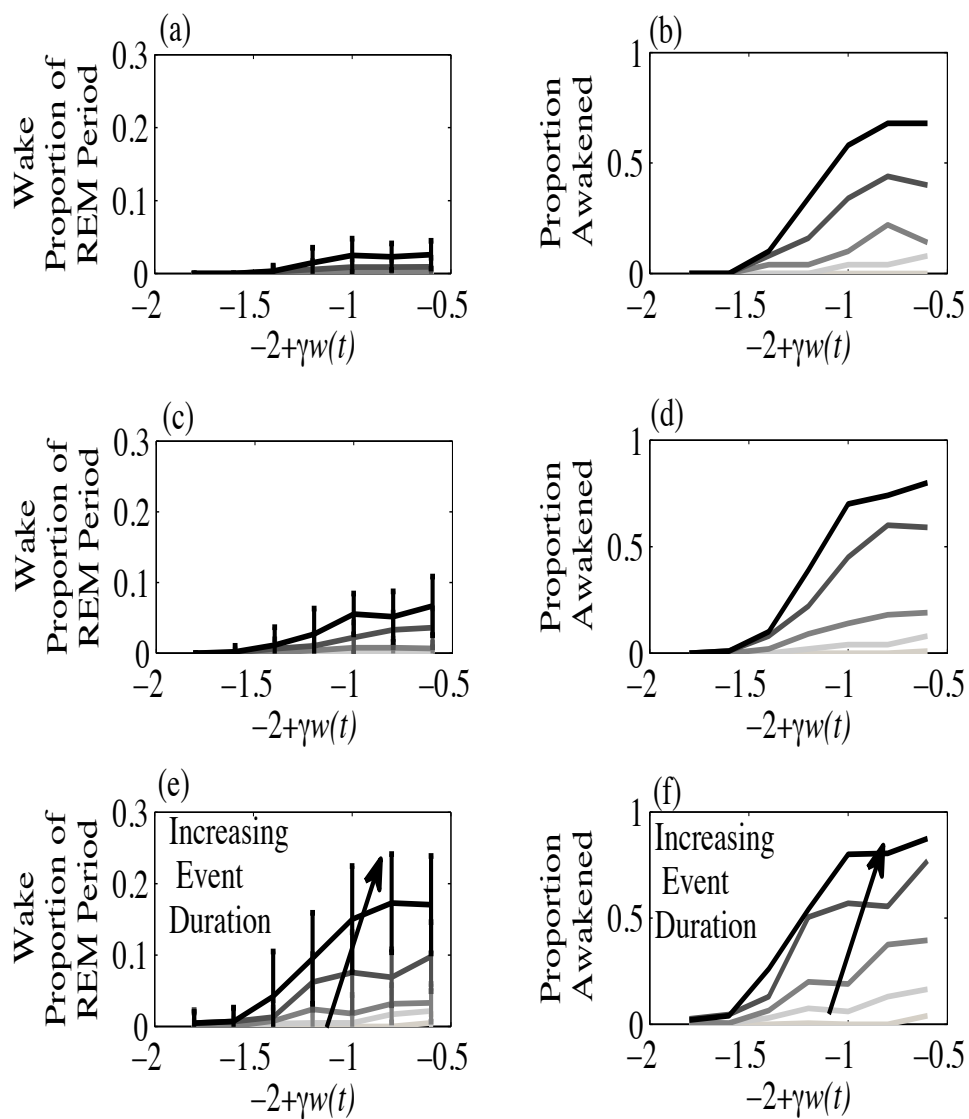 (a)
Wake
Proportion of
REM Period
0.3
0.2
0.1
0
−2
−1.5
−1
−0.5
−2+γw(t)
(b)
Proportion
Awakened
1
0.5
0
−2
−1.5
−1
−0.5
−2+γw(t)
(c)
Wake
Proportion of
REM Period
0.3
0.2
0.1
0
−2
−1.5
−1
−0.5
−2+γw(t)
(d)
Proportion
Awakened
1
0.5
0
−2
−1.5
−1
−0.5
−2+γw(t)
(e)
Wake
Proportion of
REM Period
0.3
0.2
0.1
0
Increasing
Event
Duration
−2
−1.5
−1
−0.5
−2+γw(t)
(f)
Proportion
Awakened
1
0.5
0
Increasing
Event
Duration
−2
−1.5
−1
−0.5
−2+γw(t)